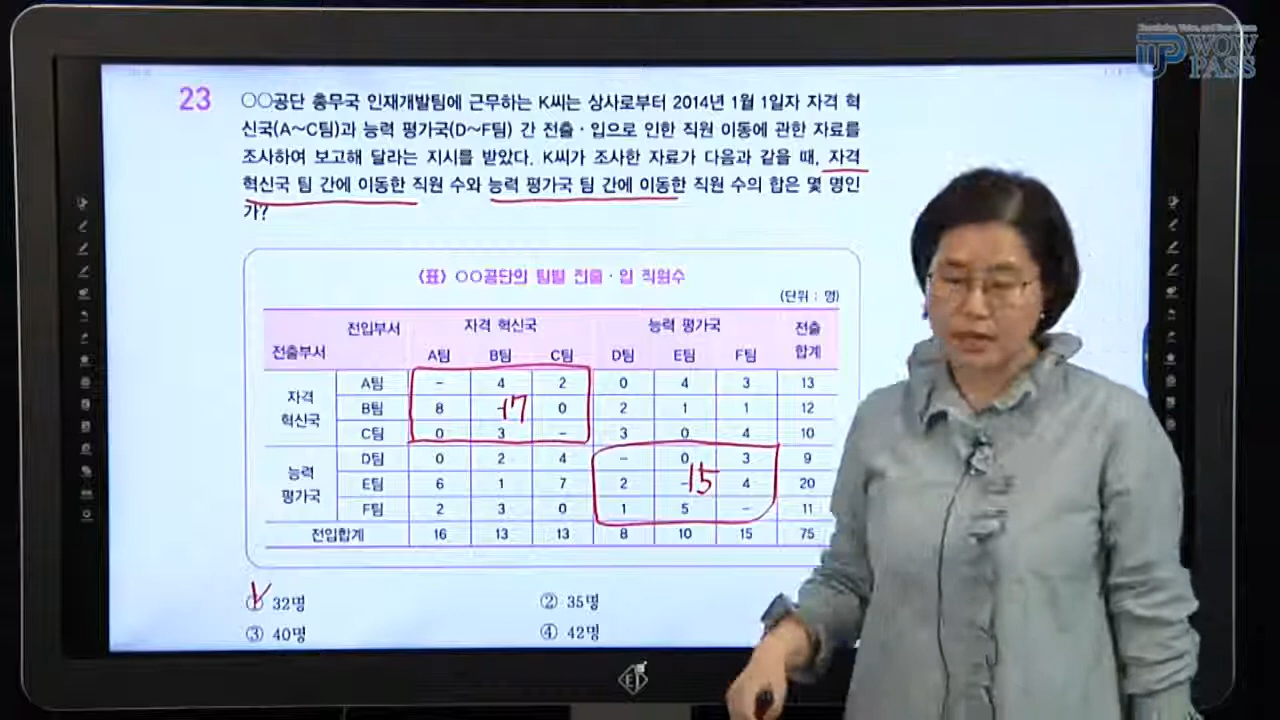 WOW
PASS
23 ○○공단 총무국 인재개발팀에 근무하는 K씨는 상사로부터 2014년 1월 1일자 자격 혁
신국(A~C팀)과 능력 평가국(D~F팀) 간 전출·입으로 인한 직원 이동에 관한 자료를
조사하여 보고해 달라는 지시를 받았다. K씨가 조사한 자료가 다음과 같을 때, 자격
혁신국 팀 간에 이동한 직원 수와 능력 평가국 팀 간에 이동한 직원 수의 합은 몇 명인
가?
〈표〉 ○○공단의 팀별 전출·입 직원수
(단위 : 명)
전입부서 자격 혁신국 능력 평가국 전출
전출부서 A팀 B팀 C팀 D팀 E팀 F팀 합계
자격 혁신국 A팀 - 4 2 0 4 3 13
B팀 8 - 0 2 1 1 12
17
C팀 0 3 - 3 0 4 10
능력 평가국 D팀 0 2 4 - 0 3 9
E팀 6 1 7 2 - 4 20
15
F팀 2 3 0 1 5 - 11
전입합계 16 13 13 8 10 15 75
① 32명 ② 35명
③ 40명 ④ 42명